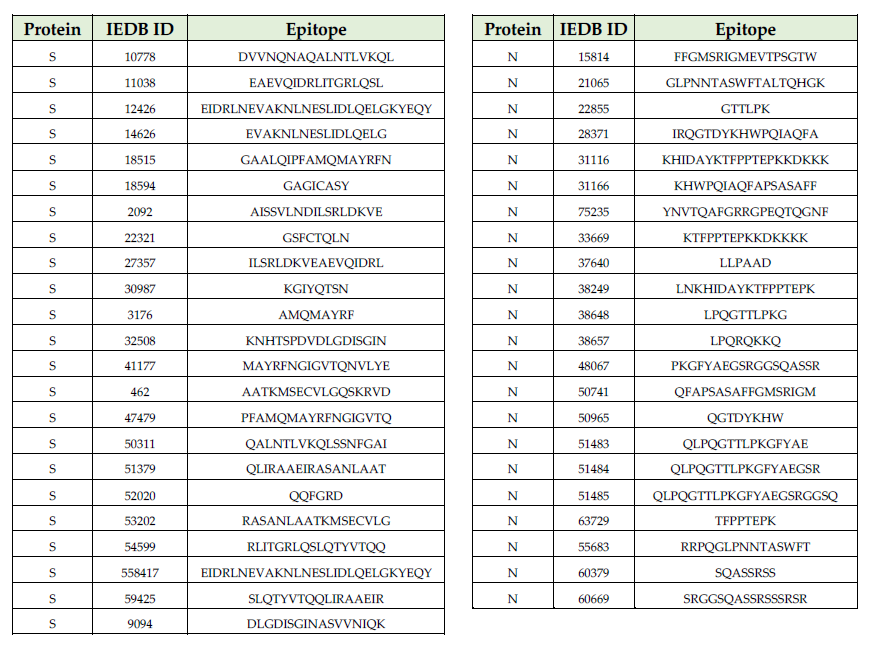 Protein IEDB ID Epitope
S 10778 DVVNQNAQALNTLVKQL
S 11038 EAEVQIDRLITGRLQSL
S 12426 EIDRLNEVAKNLNESLIDLQELGKYEQY
S 14626 EVAKNLNESLIDLQELG
S 18515 GAALQIPFAMQMAYRFN
S 18594 GAGICASY
S 2092 AISSVLNDILSRLDKVE
S 22321 GSFCTQLN
S 27357 ILSRLDKVEAEVQIDRL
S 30987 KGIYQTSN
S 3176 AMQMAYRF
S 32508 KNHTSPDVDLGDISGIN
S 41177 MAYRFNGIGVTQNVLYE
S 462 AATKMSECVLGQSKRVD
S 47479 PFAMQMAYRFNGIGVTQ
S 50311 QALNTLVKQLSSNFGAI
S 51379 QLIRAAEIRASANLAAT
S 52020 QQFGRD
S 53202 RASANLAATKMSECVLG
S 54599 RLITGRLQSLQTYVTQQ
S 558417 EIDRLNEVAKNLNESLIDLQELGKYEQY
S 59425 SLQTYVTQQLIRAAEIR
S 9094 DLGDISGINASVVNIQK
Protein IEDB ID Epitope
N 15814 FFGMSRIGMEVTPSGTW
N 21065 GLPNNTASWFTALTQHGK
N 22855 GTTLPK
N 28371 IRQGTDYKHWPQIAQFA
N 31116 KHIDAYKTFPPTEPKKDKKK
N 31166 KHWPQIAQFAPSASAFF
N 75235 YNVTQAFGRRGPEQTQGNF
N 33669 KTFPPTEPKKDKKKK
N 37640 LLPAAD
N 38249 LNKHIDAYKTFPPTEPK
N 38648 LPQGTTLPKG
N 38657 LPQRQKKQ
N 48067 PKGFYAEGSRGGSQASSR
N 50741 QFAPSASAFFGMSRIGM
N 50965 QGTDYKHW
N 51483 QLPQGTTLPKGFYAE
N 51484 QLPQGTTLPKGFYAEGSR
N 51485 QLPQGTTLPKGFYAEGSRGGSQ
N 63729 TFPPTEPK
N 55683 RRPQGLPNNTASWFT
N 60379 SQASSRSS
N 60669 SRGGSQASSRSSSRSR